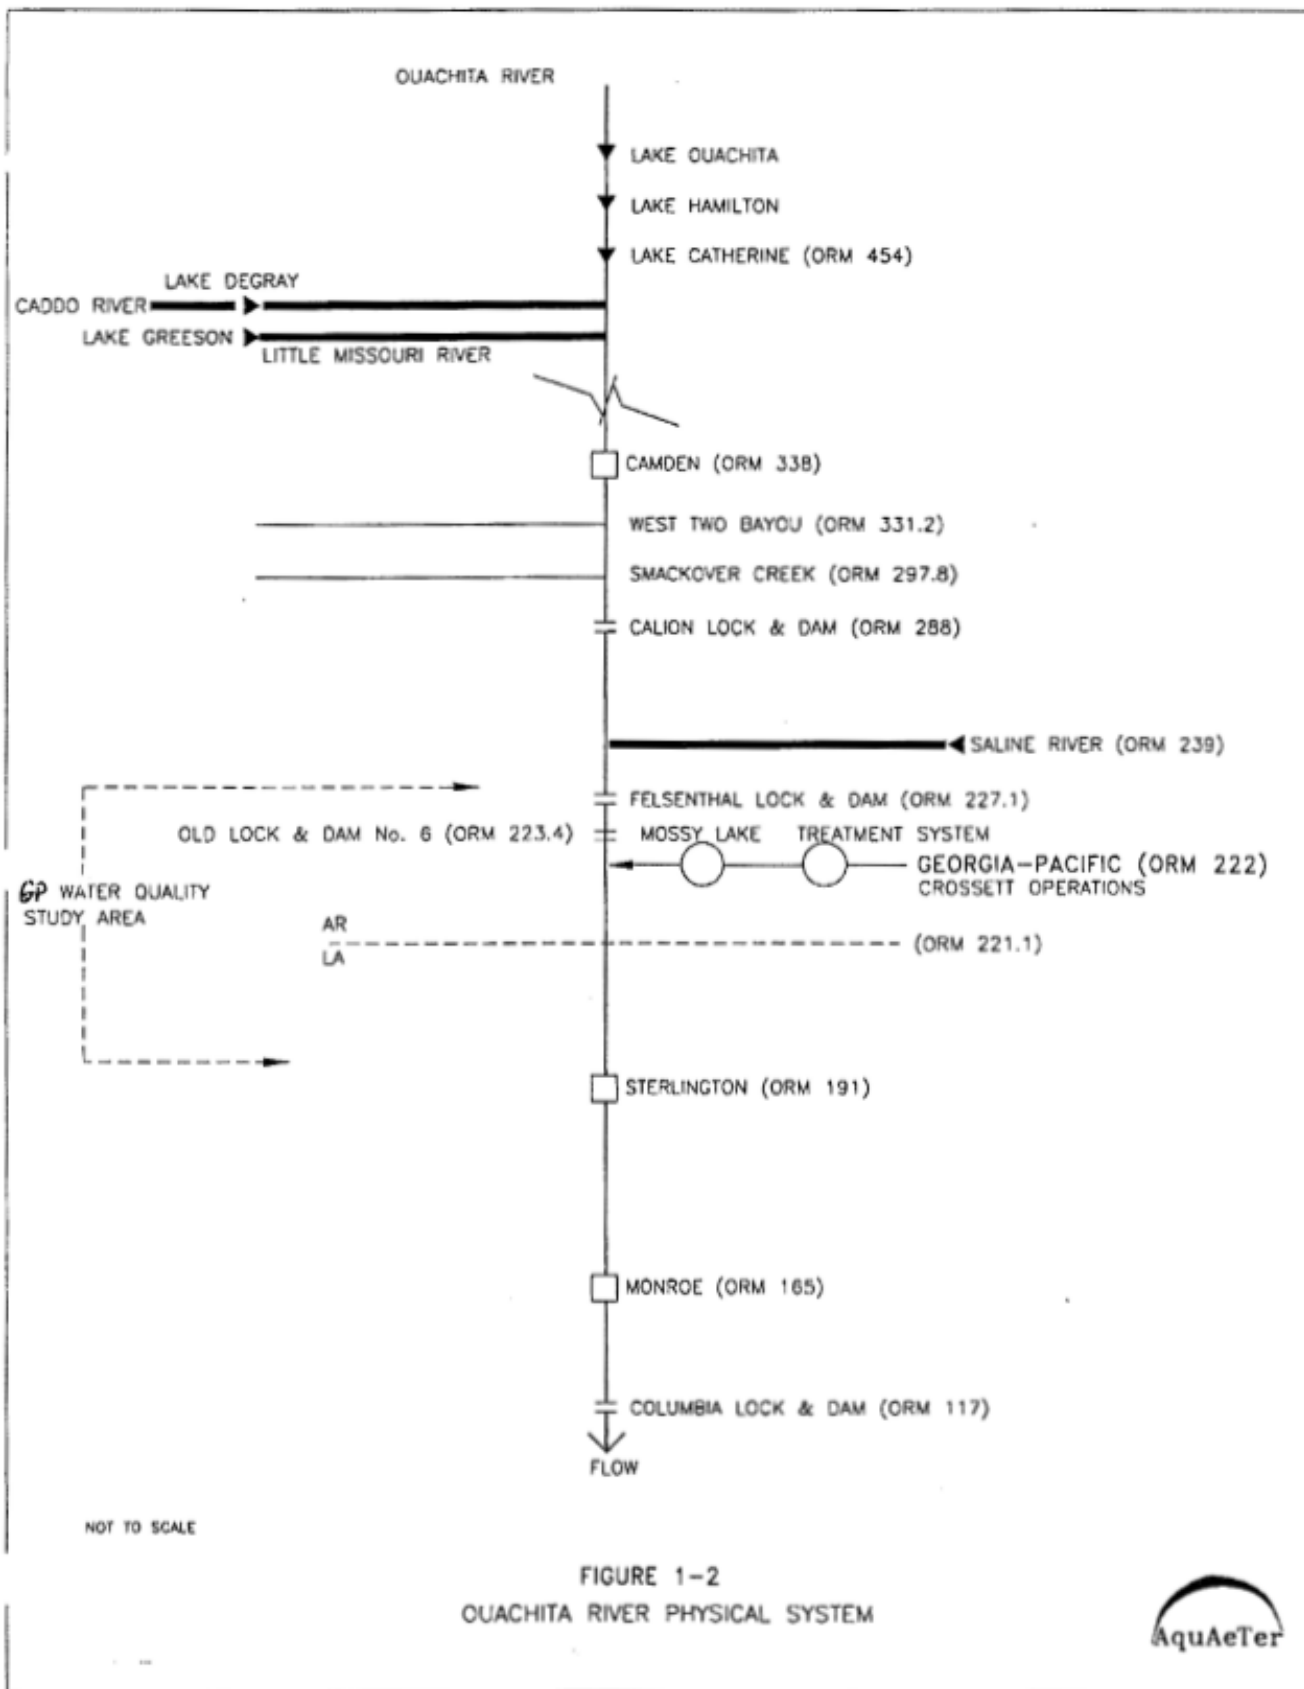 OUACHITA RIVER
LAKE OUACHITA
LAKE HAMILTON
LAKE CATHERINE (ORM 454)
LAKE DEGRAY
CADDO RIVER
LAKE GREESON
LITTLE MISSOURI RIVER
CAMDEN (ORM 338)
WEST TWO BAYOU (ORM 331.2)
SMACKOVER CREEK (ORM 297.8)
CALION LOCK & DAM (ORM 288)
SALINE RIVER (ORM 239)
FELSENTHAL LOCK & DAM (ORM 227.1)
OLD LOCK & DAM No. 6 (ORM 223.4)
MOSSY LAKE TREATMENT SYSTEM
GEORGIA-PACIFIC (ORM 222)
CROSSETT OPERATIONS
GP WATER QUALITY
STUDY AREA
AR
LA
(ORM 221.1)
STERLINGTON (ORM 191)
MONROE (ORM 165)
COLUMBIA LOCK & DAM (ORM 117)
FLOW
NOT TO SCALE
FIGURE 1-2
OUACHITA RIVER PHYSICAL SYSTEM
AquAeTer